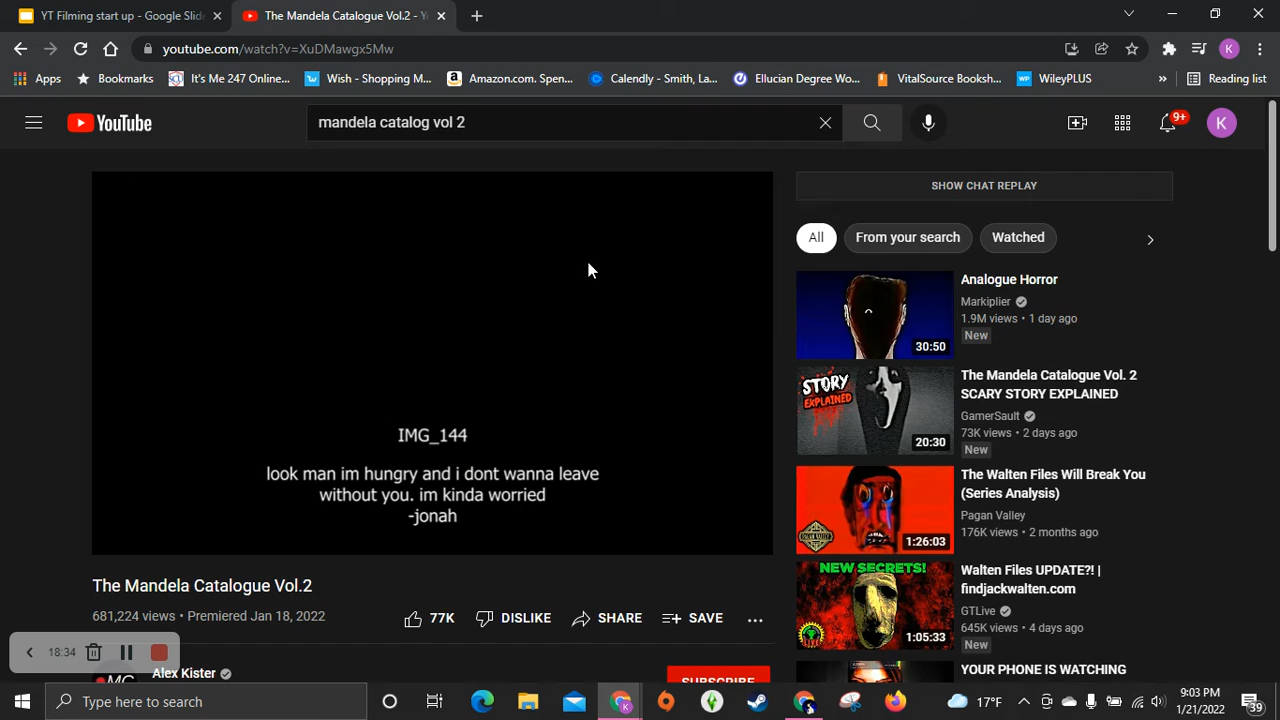 YT Filming start up - Google Slide
The Mandela Catalogue Vol.2 - Y
youtube.com/watch?v=XuDMawgx5Mw
Apps
Bookmarks
It's Me 247 Online...
Wish - Shopping M...
Amazon.com. Spen...
Calendly - Smith, La...
Ellucian Degree Wo...
VitalSource Booksh...
WileyPLUS
»
Reading list
K
YouTube
mandela catalog vol 2
9+
K
IMG_144
look man im hungry and i dont wanna leave
without you. im kinda worried
-jonah
SHOW CHAT REPLAY
All
From your search
Watched
Analogue Horror
Markiplier
1.9M views • 1 day ago
New
30:50
The Mandela Catalogue Vol. 2
SCARY STORY EXPLAINED
GamerSault
73K views • 2 days ago
New
STORY
EXPLAINED
20:30
The Walten Files Will Break You
(Series Analysis)
Pagan Valley
176K views • 2 months ago
1:26:03
Walten Files UPDATE?! |
findjackwalten.com
GTLive
645K views • 4 days ago
New
NEW SECRETS!
1:05:33
YOUR PHONE IS WATCHING
The Mandela Catalogue Vol.2
681,224 views • Premiered Jan 18, 2022
77K
DISLIKE
SHARE
SAVE
18:34
Alex Kister
MC
SUBSCRIBE
Type here to search
17°F
9:03 PM
1/21/2022
39